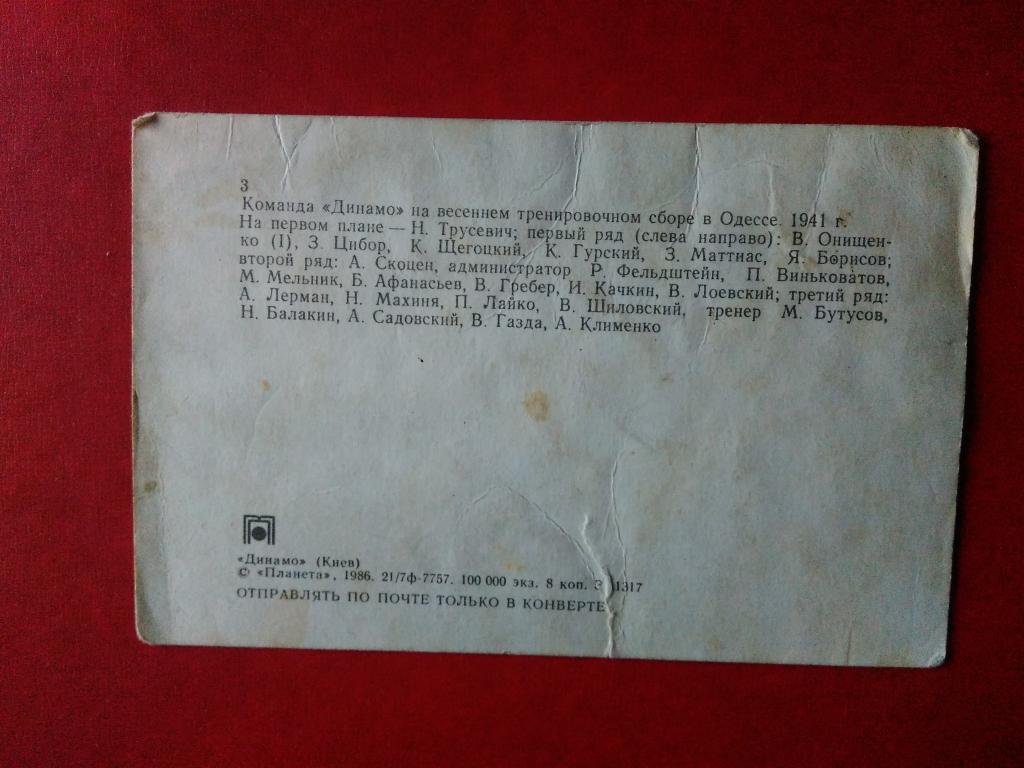 3
Команда «Динамо» на весеннем тренировочном сборе в Одессе. 1941 г.
На первом плане — Н. Трусевич; первый ряд (слева направо): В. Онищен-
ко (I), З. Цибор, К. Щегоцкий, К. Гурский, З. Маттиас, Я. Борисов;
второй ряд: А. Скоцен, администратор Р. Фельдштейн, П. Виньковатов,
М. Мельник, Б. Афанасьев, В. Гребер, И. Качкин, В. Лоевский; третий ряд:
А. Лерман, Н. Махиня, П. Лайко, В. Шиловский, тренер М. Бутусов,
Н. Балакин, А. Садовский, В. Газда, А. Клименко
«Динамо» (Киев)
© «Планета», 1986. 21/7ф-7757. 100 000 экз. 8 коп. 1317
ОТПРАВЛЯТЬ ПО ПОЧТЕ ТОЛЬКО В КОНВЕРТЕ